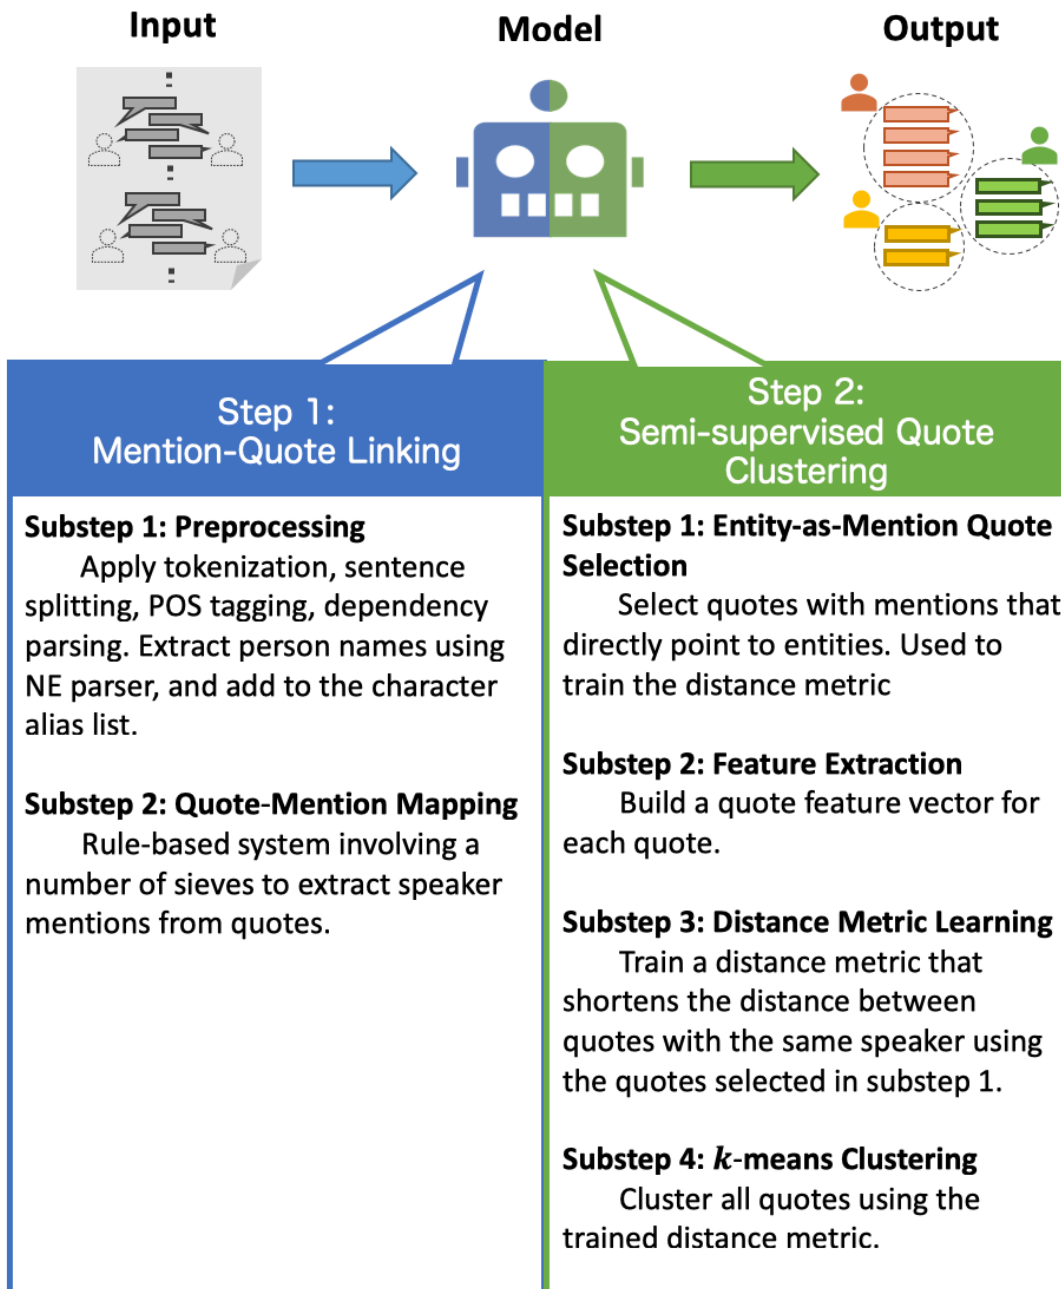 Input
Model
Output
Step 1:
Mention-Quote Linking
Substep 1: Preprocessing
Apply tokenization, sentence
splitting, POS tagging, dependency
parsing. Extract person names using
NE parser, and add to the character
alias list.
Substep 2: Quote-Mention Mapping
Rule-based system involving a
number of sieves to extract speaker
mentions from quotes.
Step 2:
Semi-supervised Quote
Clustering
Substep 1: Entity-as-Mention Quote
Selection
Select quotes with mentions that
directly point to entities. Used to
train the distance metric
Substep 2: Feature Extraction
Build a quote feature vector for
each quote.
Substep 3: Distance Metric Learning
Train a distance metric that
shortens the distance between
quotes with the same speaker using
the quotes selected in substep 1.
Substep 4: k-means Clustering
Cluster all quotes using the
trained distance metric.